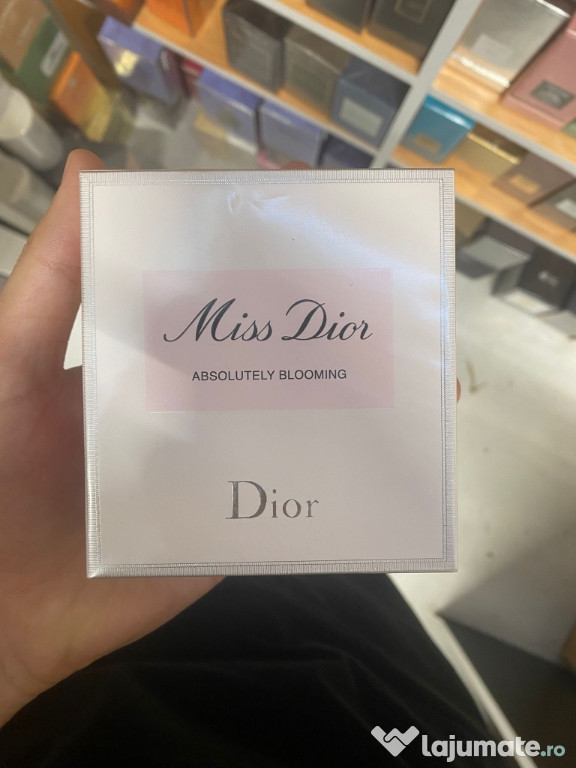 Miss Dior
ABSOLUTELY BLOOMING
Dior
lajumate.ro